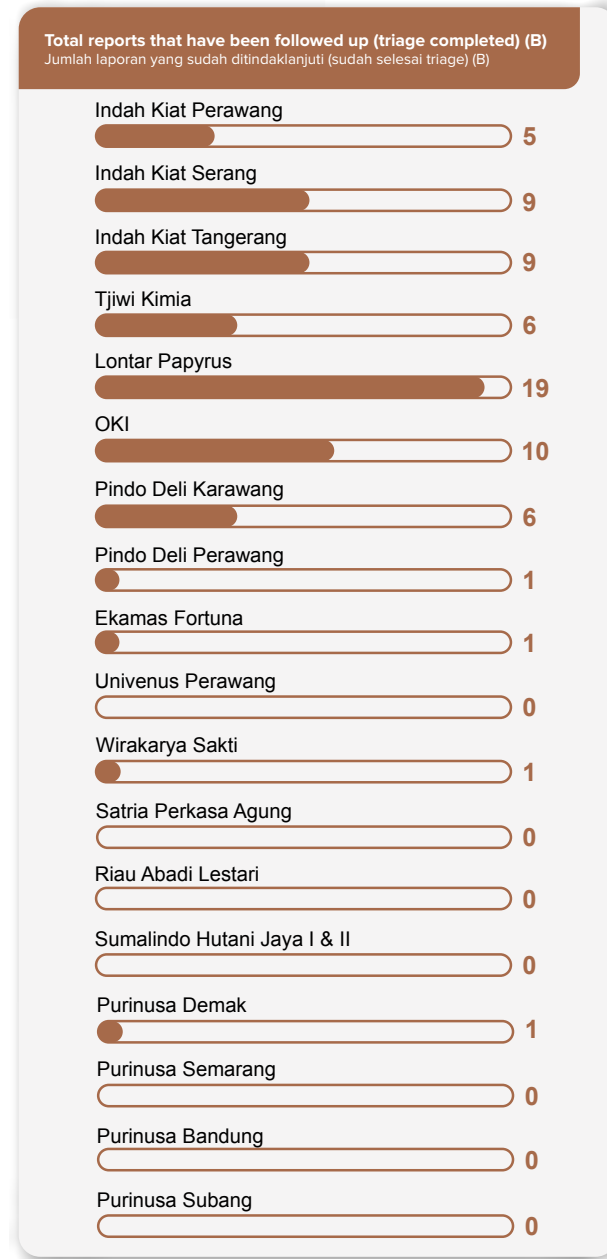 Total reports that have been followed up (triage completed) (B)
Jumlah laporan yang sudah ditindaklanjuti (sudah selesai triage) (B)
Indah Kiat Perawang
5
Indah Kiat Serang
9
Indah Kiat Tangerang
9
Tjiwi Kimia
6
Lontar Papyrus
19
OKI
10
Pindo Deli Karawang
6
Pindo Deli Perawang
1
Ekamas Fortuna
1
Univenus Perawang
0
Wirakarya Sakti
1
Satria Perkasa Agung
0
Riau Abadi Lestari
0
Sumalindo Hutani Jaya I & II
0
Purinusa Demak
1
Purinusa Semarang
0
Purinusa Bandung
0
Purinusa Subang
0